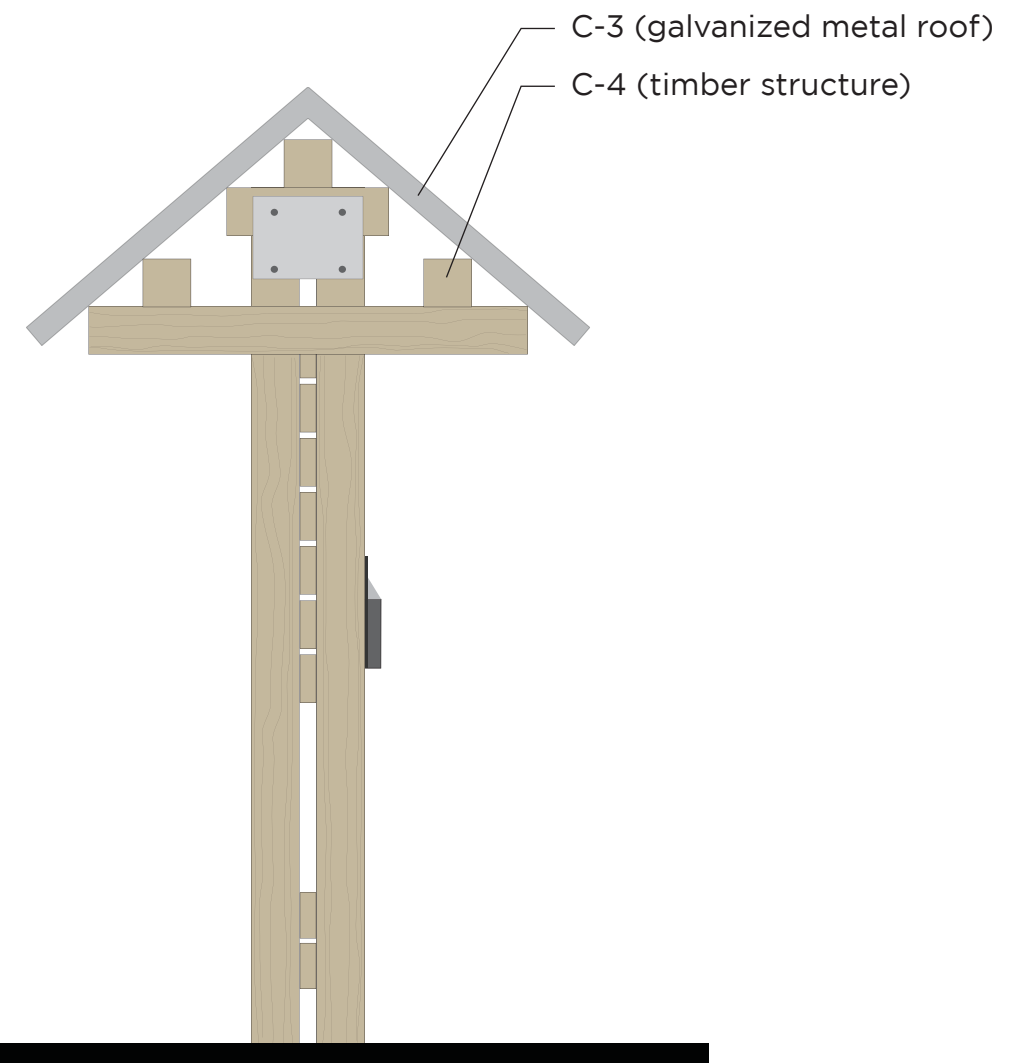 C-3 (galvanized metal roof)
C-4 (timber structure)